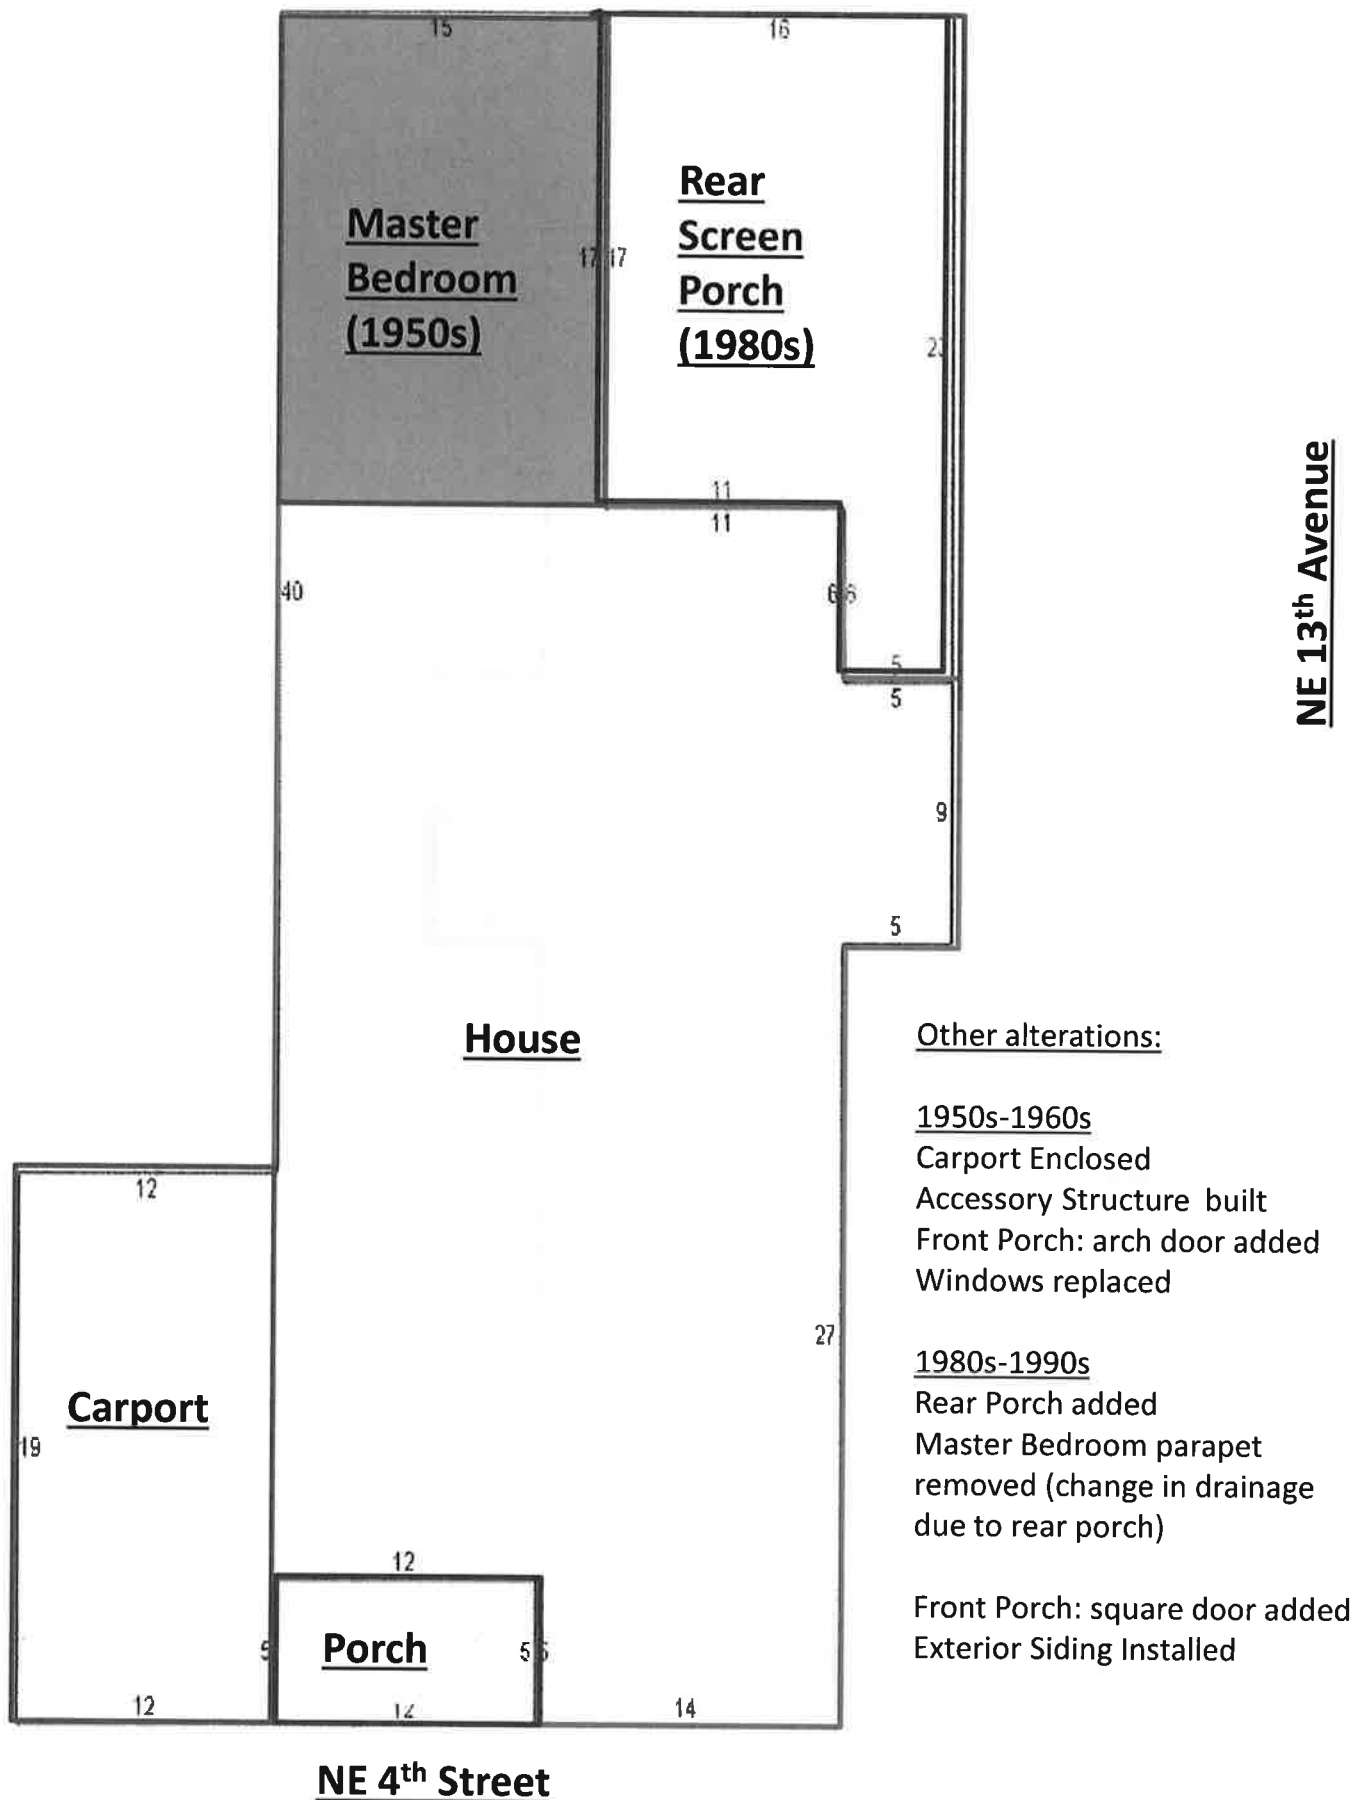 15
16
Master
Bedroom
(1950s)
Rear
Screen
Porch
(1980s)
17
17
11
11
40
6
6
5
5
9
5
NE 13th Avenue
House
Other alterations:
1950s-1960s
Carport Enclosed
Accessory Structure built
Front Porch: arch door added
Windows replaced
12
27
1980s-1990s
Rear Porch added
Master Bedroom parapet
removed (change in drainage
due to rear porch)
Carport
19
12
Front Porch: square door added
Exterior Siding Installed
5
Porch
5
12
12
14
NE 4th Street